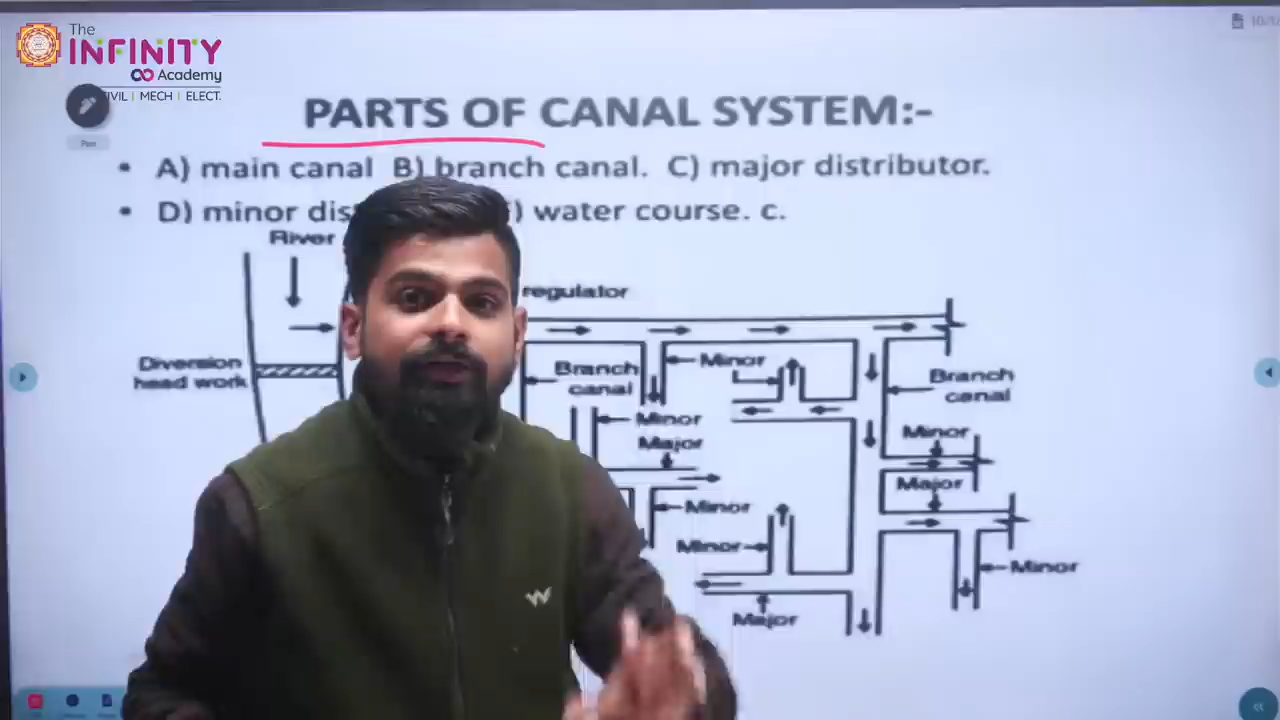 The
INFINITY
Academy
CIVIL | MECH | ELECT.
Pen
PARTS OF CANAL SYSTEM:-
• A) main canal B) branch canal. C) major distributor.
• D) minor water course. c.
River
regulator
Diversion
head work
Branch
canal
Minor
Branch
canal
Minor
Major
Minor
Major
Minor
Minor
Minor
Major